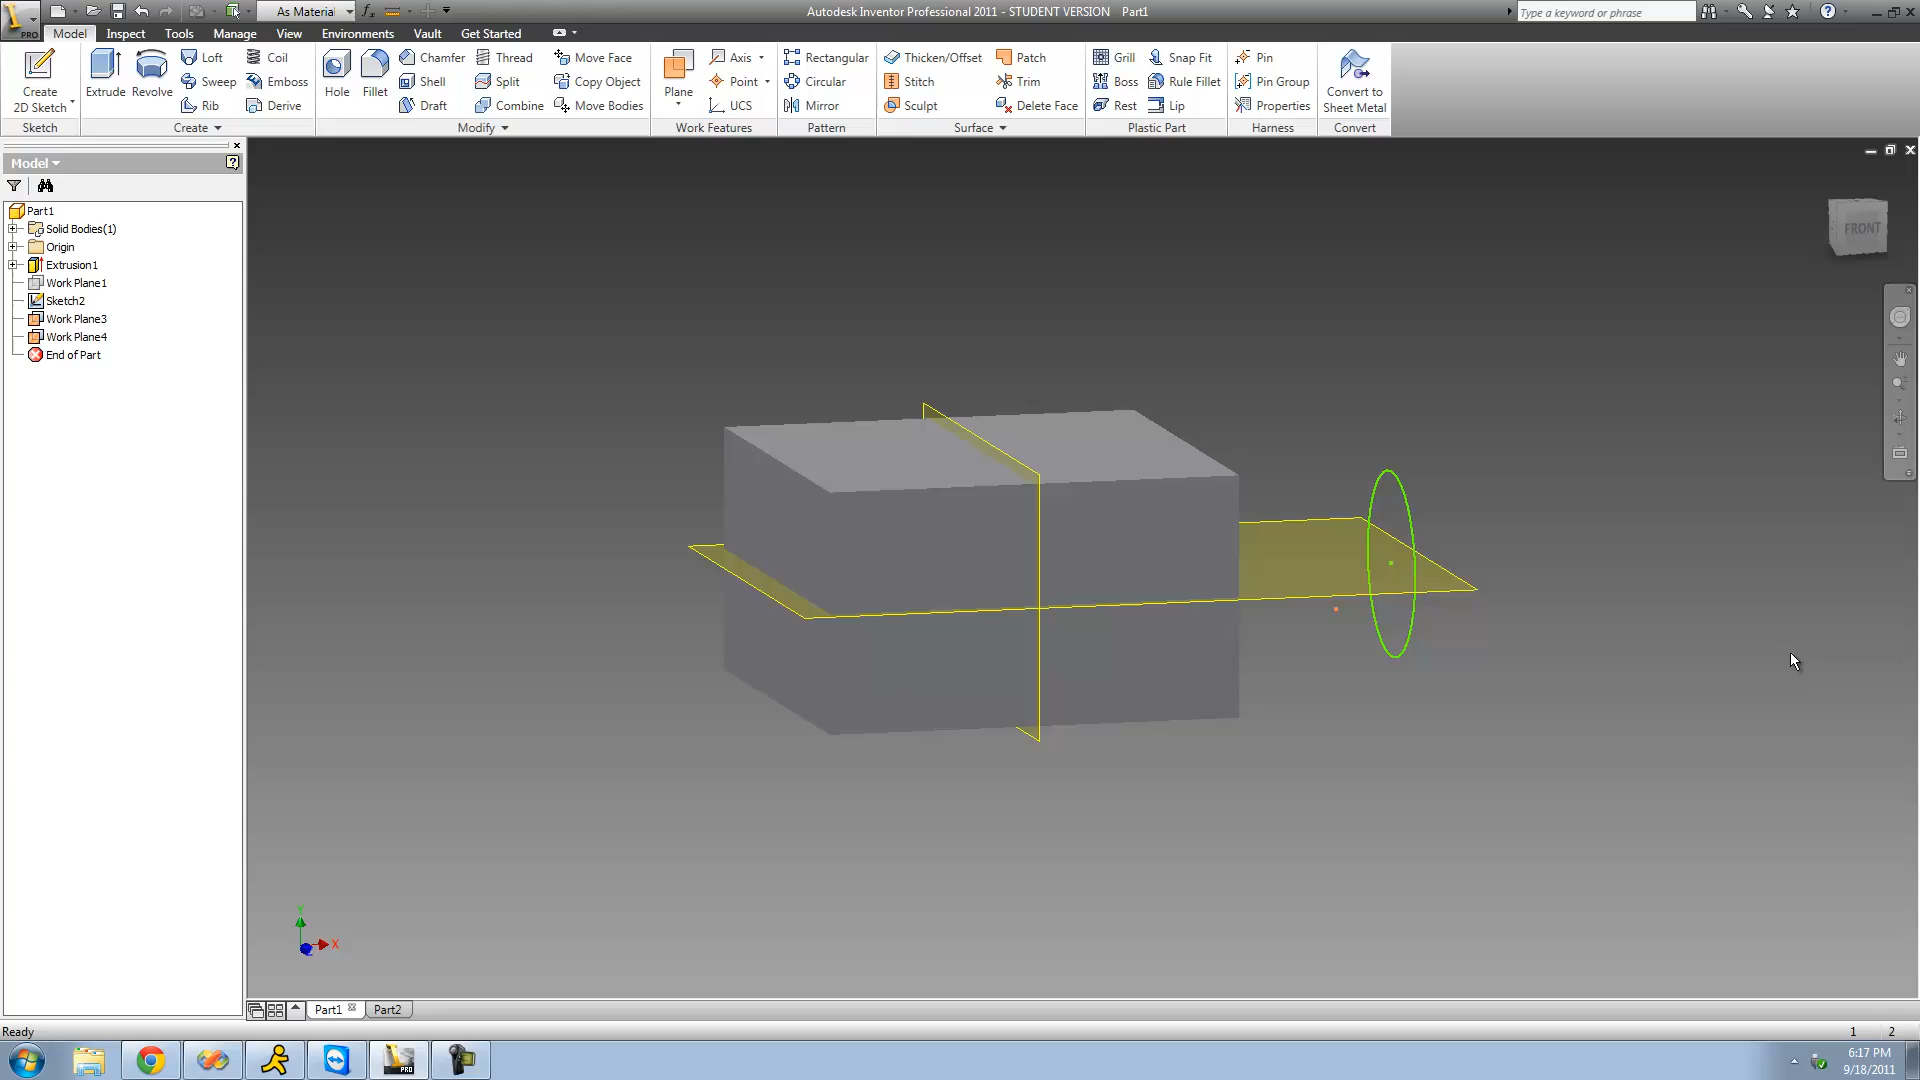 As Material
Autodesk Inventor Professional 2011 - STUDENT VERSION Part1
Type a keyword or phrase
PRO Model Inspect Tools Manage View Environments Vault Get Started
Create 2D Sketch
Extrude Revolve
Loft Coil
Sweep Emboss
Rib Derive
Hole Fillet
Chamfer Thread Move Face
Shell Split Copy Object
Draft Combine Move Bodies
Plane
Axis
Point
UCS
Rectangular
Circular
Mirror
Thicken/Offset Patch
Stitch Trim
Sculpt Delete Face
Grill Snap Fit
Boss Rule Fillet
Rest Lip
Pin
Pin Group
Properties
Convert to Sheet Metal
Sketch Create Modify Work Features Pattern Surface Plastic Part Harness Convert
Model
Part1
Solid Bodies(1)
Origin
Extrusion1
Work Plane1
Sketch2
Work Plane3
Work Plane4
End of Part
FRONT
Y
X
Part1 Part2
Ready
1 2
PRO
6:17 PM
9/18/2011